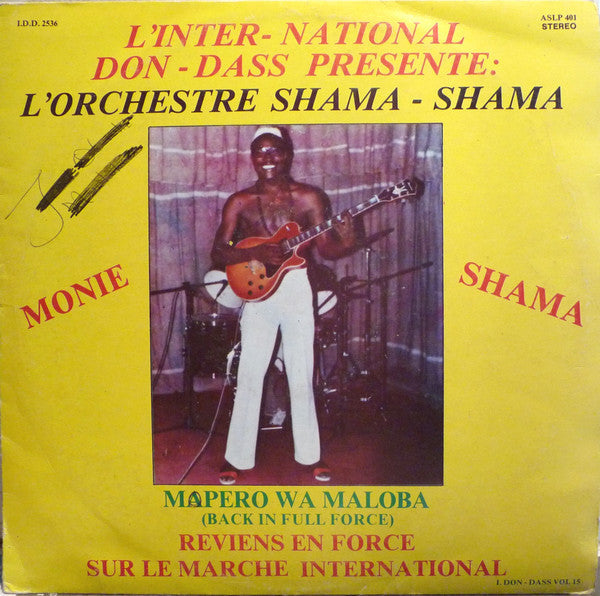 I.D.D. 2536
ASLP 401
STEREO
L'INTER-NATIONAL
DON-DASS PRESENTE:
L'ORCHESTRE SHAMA-SHAMA
MONIE
SHAMA
MAPERO WA MALOBA
(BACK IN FULL FORCE)
REVIENS EN FORCE
SUR LE MARCHE INTERNATIONAL
I. DON-DASS VOL 15